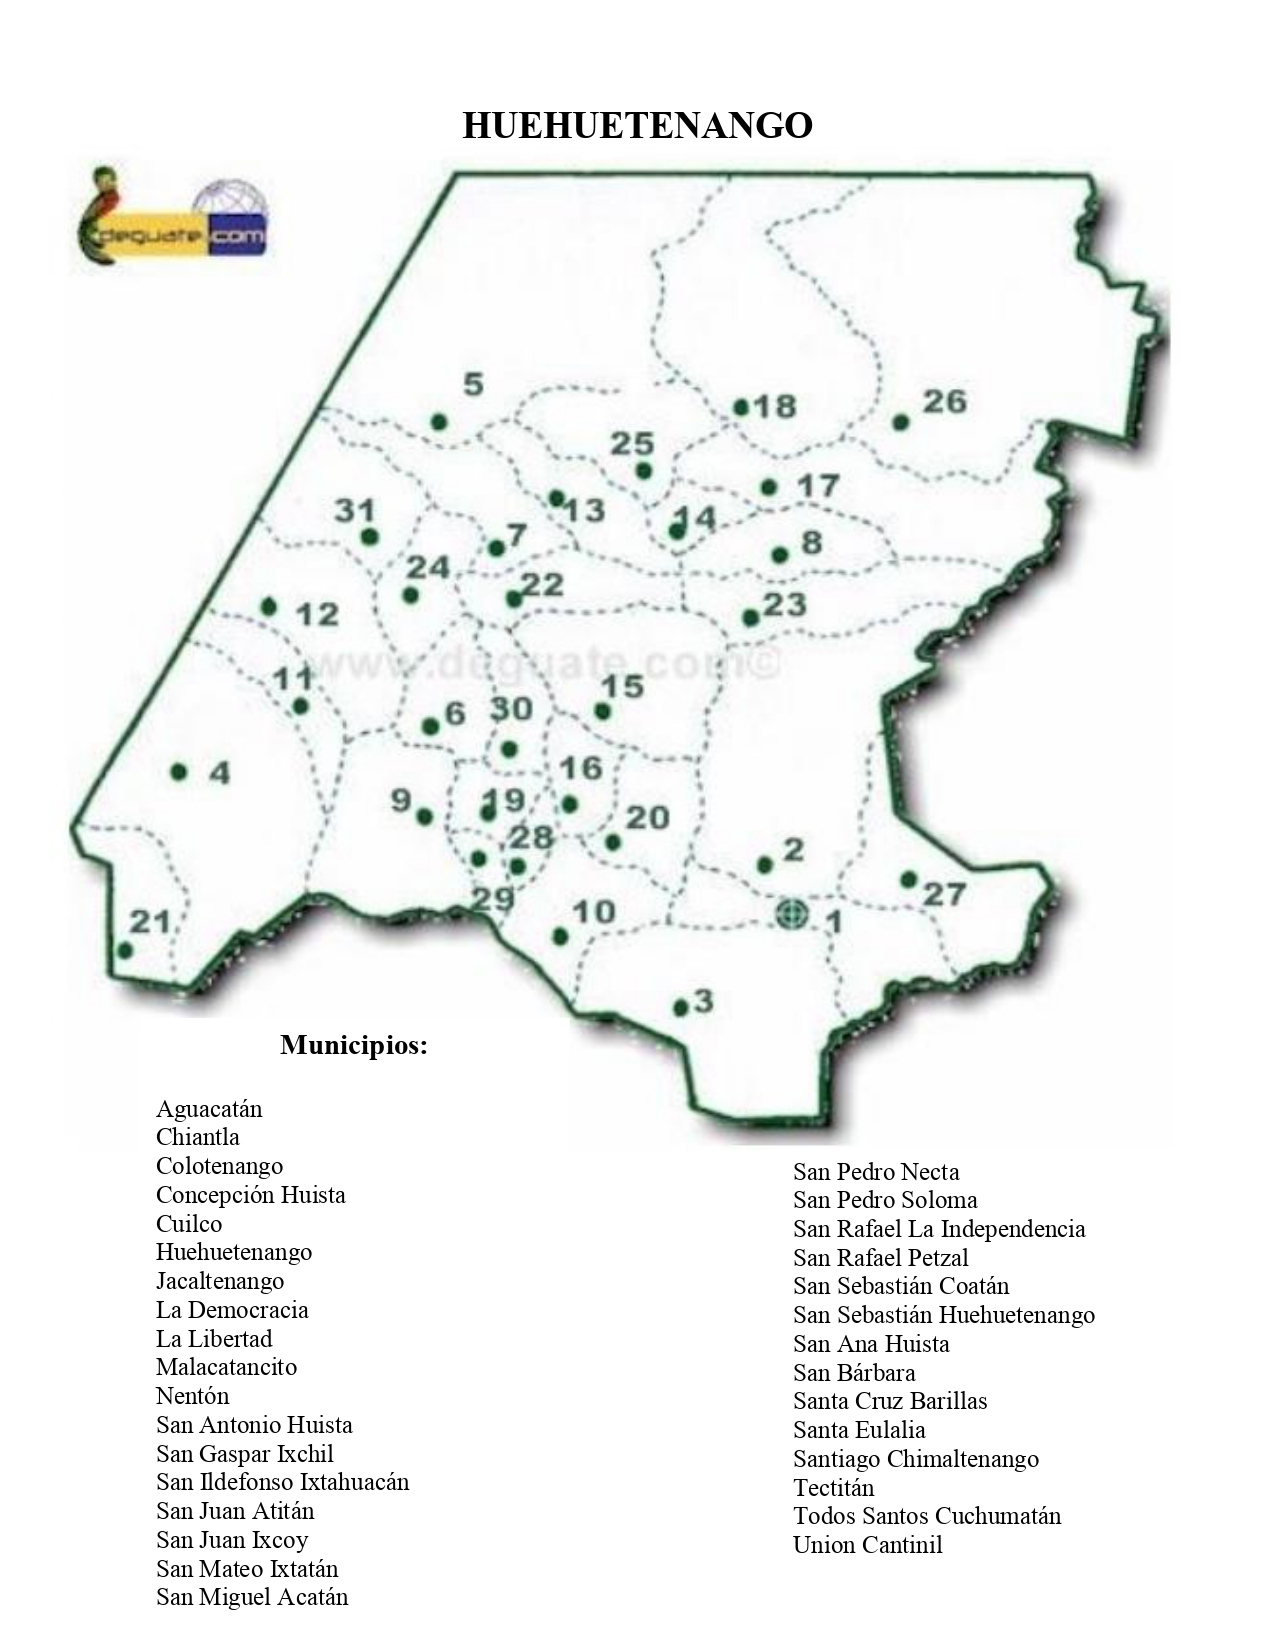 HUEHUETENANGO
deguate.com
5
18
26
25
17
31
13
14
7
8
24
22
12
23
www.deguate.com©
11
15
6
30
4
16
9
19
20
28
2
27
29
21
10
1
3
Municipios:
Aguacatán
Chiantla
Colotenango
Concepción Huista
Cuilco
Huehuetenango
Jacaltenango
La Democracia
La Libertad
Malacatancito
Nentón
San Antonio Huista
San Gaspar Ixchil
San Ildefonso Ixtahuacán
San Juan Atitán
San Juan Ixcoy
San Mateo Ixtatán
San Miguel Acatán
San Pedro Necta
San Pedro Soloma
San Rafael La Independencia
San Rafael Petzal
San Sebastián Coatán
San Sebastián Huehuetenango
San Ana Huista
San Bárbara
Santa Cruz Barillas
Santa Eulalia
Santiago Chimaltenango
Tectitán
Todos Santos Cuchumatán
Union Cantinil